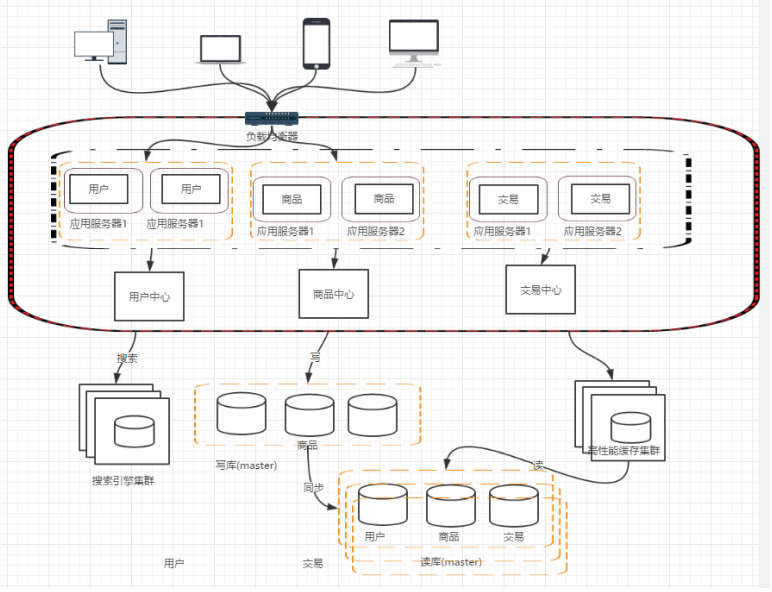 负载均衡器
用户
用户
商品
商品
交易
交易
应用服务器1
应用服务器1
应用服务器1
应用服务器2
应用服务器1
应用服务器2
用户中心
商品中心
交易中心
搜索
写
商品
高性能缓存集群
写库(master)
读
搜索引擎集群
同步
用户
商品
交易
用户
交易
读库(master)